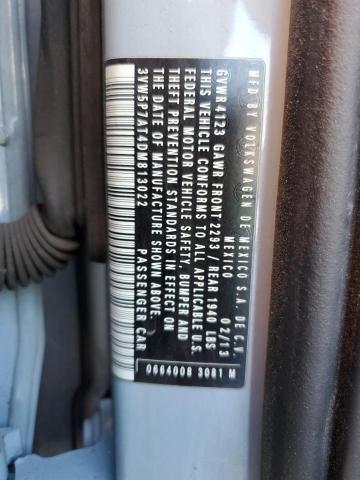 MFD BY VOLKSWAGEN DE MEXICO S.A. DE C.V.
MEXICO 02/13
GVWR 4123 GAWR FRONT 2293 / REAR 1940 LBS
THIS VEHICLE CONFORMS TO ALL APPLICABLE U.S.
FEDERAL MOTOR VEHICLE SAFETY, BUMPER AND
THEFT PREVENTION STANDARDS IN EFFECT ON
THE DATE OF MANUFACTURE SHOWN ABOVE.
3VW5P7AT4DM813022 PASSENGER CAR
0664008 3081 M